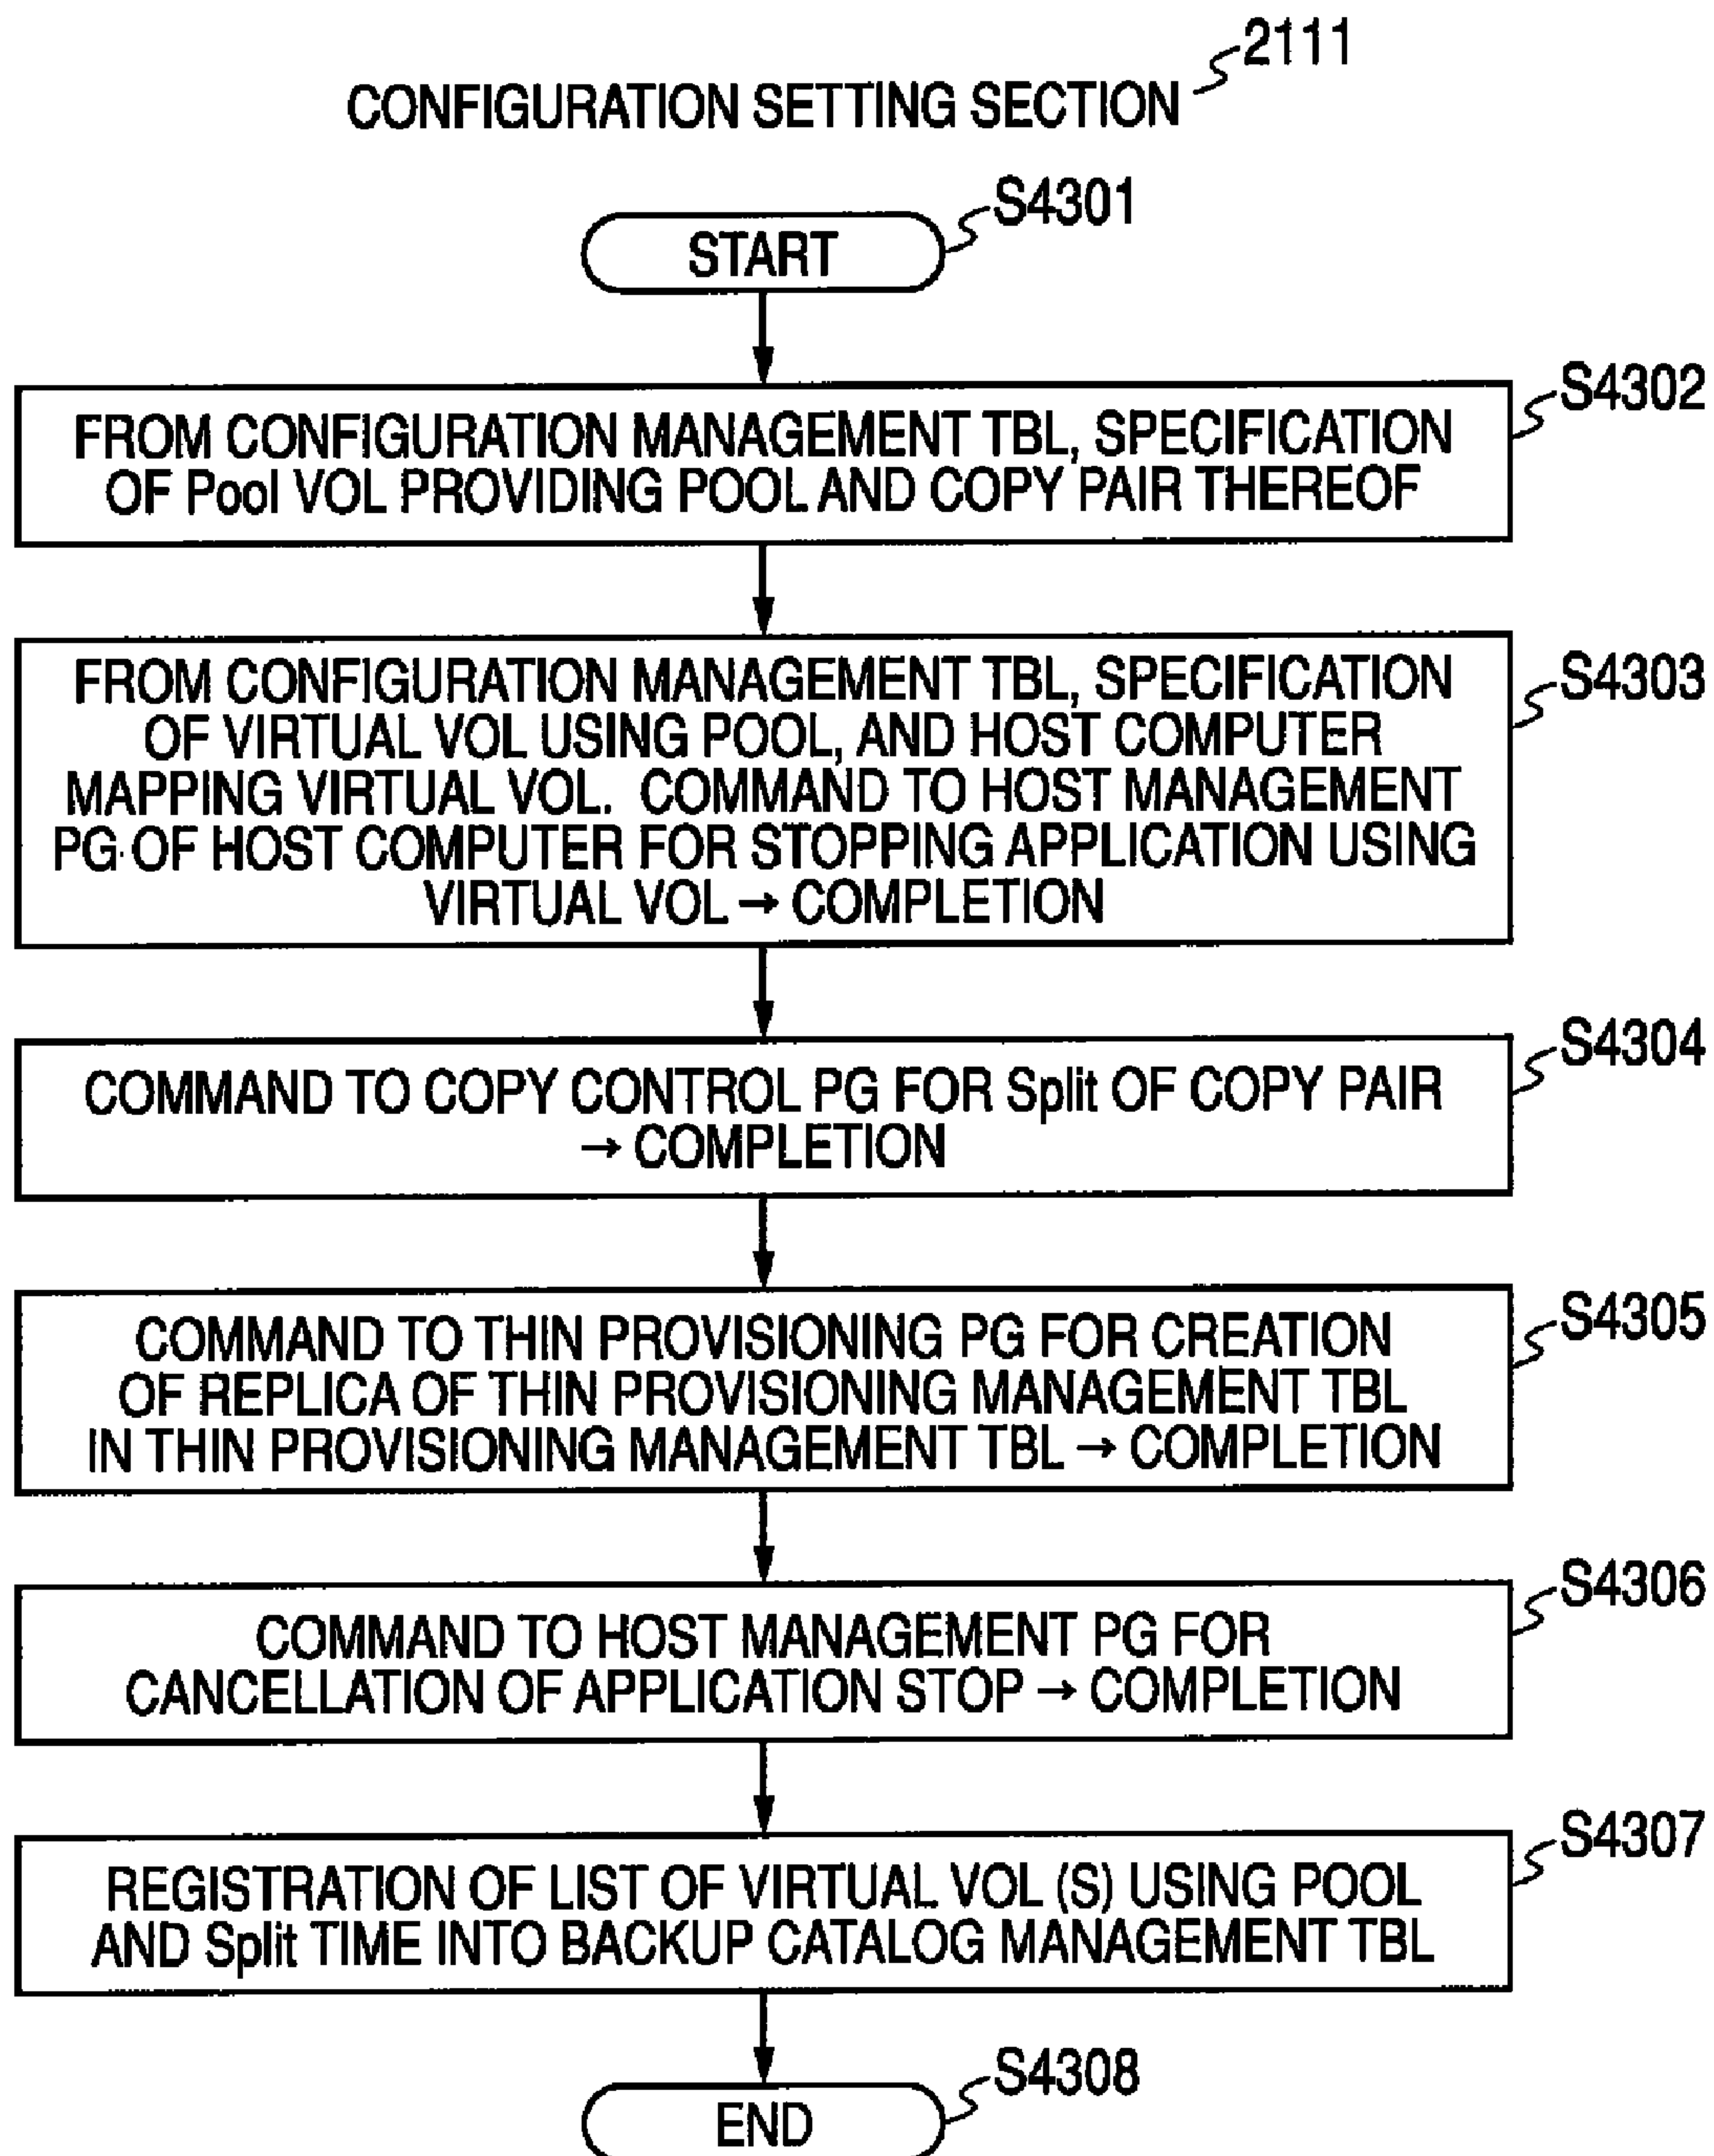 2111
CONFIGURATION SETTING SECTION
S4301
START
S4302
FROM CONFIGURATION MANAGEMENT TBL, SPECIFICATION
OF Pool VOL PROVIDING POOL AND COPY PAIR THEREOF
S4303
FROM CONFIGURATION MANAGEMENT TBL, SPECIFICATION
OF VIRTUAL VOL USING POOL, AND HOST COMPUTER
MAPPING VIRTUAL VOL. COMMAND TO HOST MANAGEMENT
PG OF HOST COMPUTER FOR STOPPING APPLICATION USING
VIRTUAL VOL → COMPLETION
S4304
COMMAND TO COPY CONTROL PG FOR Split OF COPY PAIR
→ COMPLETION
S4305
COMMAND TO THIN PROVISIONING PG FOR CREATION
OF REPLICA OF THIN PROVISIONING MANAGEMENT TBL
IN THIN PROVISIONING MANAGEMENT TBL → COMPLETION
S4306
COMMAND TO HOST MANAGEMENT PG FOR
CANCELLATION OF APPLICATION STOP → COMPLETION
S4307
REGISTRATION OF LIST OF VIRTUAL VOL (S) USING POOL
AND Split TIME INTO BACKUP CATALOG MANAGEMENT TBL
S4308
END